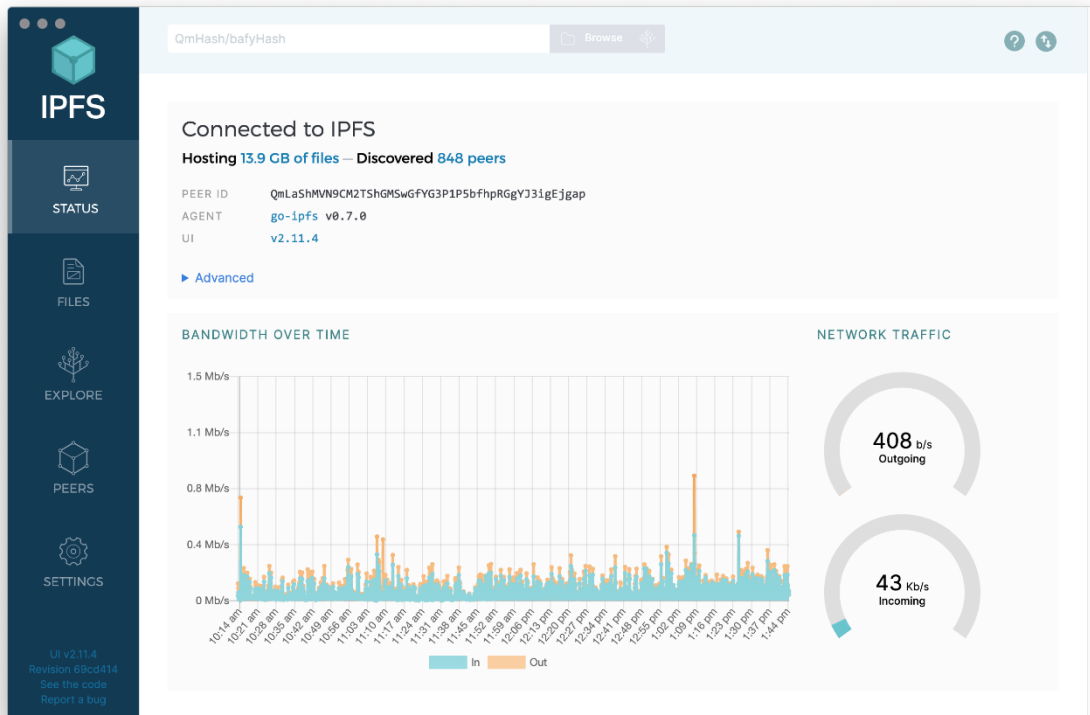 IPFS
STATUS
FILES
EXPLORE
PEERS
SETTINGS
UI v2.11.4
Revision 69cd414
See the code
Report a bug
QmHash/bafyHash
Browse
Connected to IPFS
Hosting 13.9 GB of files — Discovered 848 peers
PEER ID QmLaShMVN9CM2TShGMSwGfYG3P1P5bfhpRGgYJ3igEjgap
AGENT go-ipfs v0.7.0
UI v2.11.4
Advanced
BANDWIDTH OVER TIME
1.5 Mb/s
1.1 Mb/s
0.8 Mb/s
0.4 Mb/s
0 Mb/s
10:14 am 10:21 am 10:28 am 10:35 am 10:42 am 10:49 am 10:56 am 11:03 am 11:10 am 11:17 am 11:24 am 11:31 am 11:38 am 11:45 am 11:52 am 11:59 am 12:06 pm 12:13 pm 12:20 pm 12:27 pm 12:34 pm 12:41 pm 12:48 pm 12:55 pm 1:02 pm 1:09 pm 1:16 pm 1:23 pm 1:30 pm 1:37 pm 1:44 pm
In Out
NETWORK TRAFFIC
408 b/s
Outgoing
43 Kb/s
Incoming